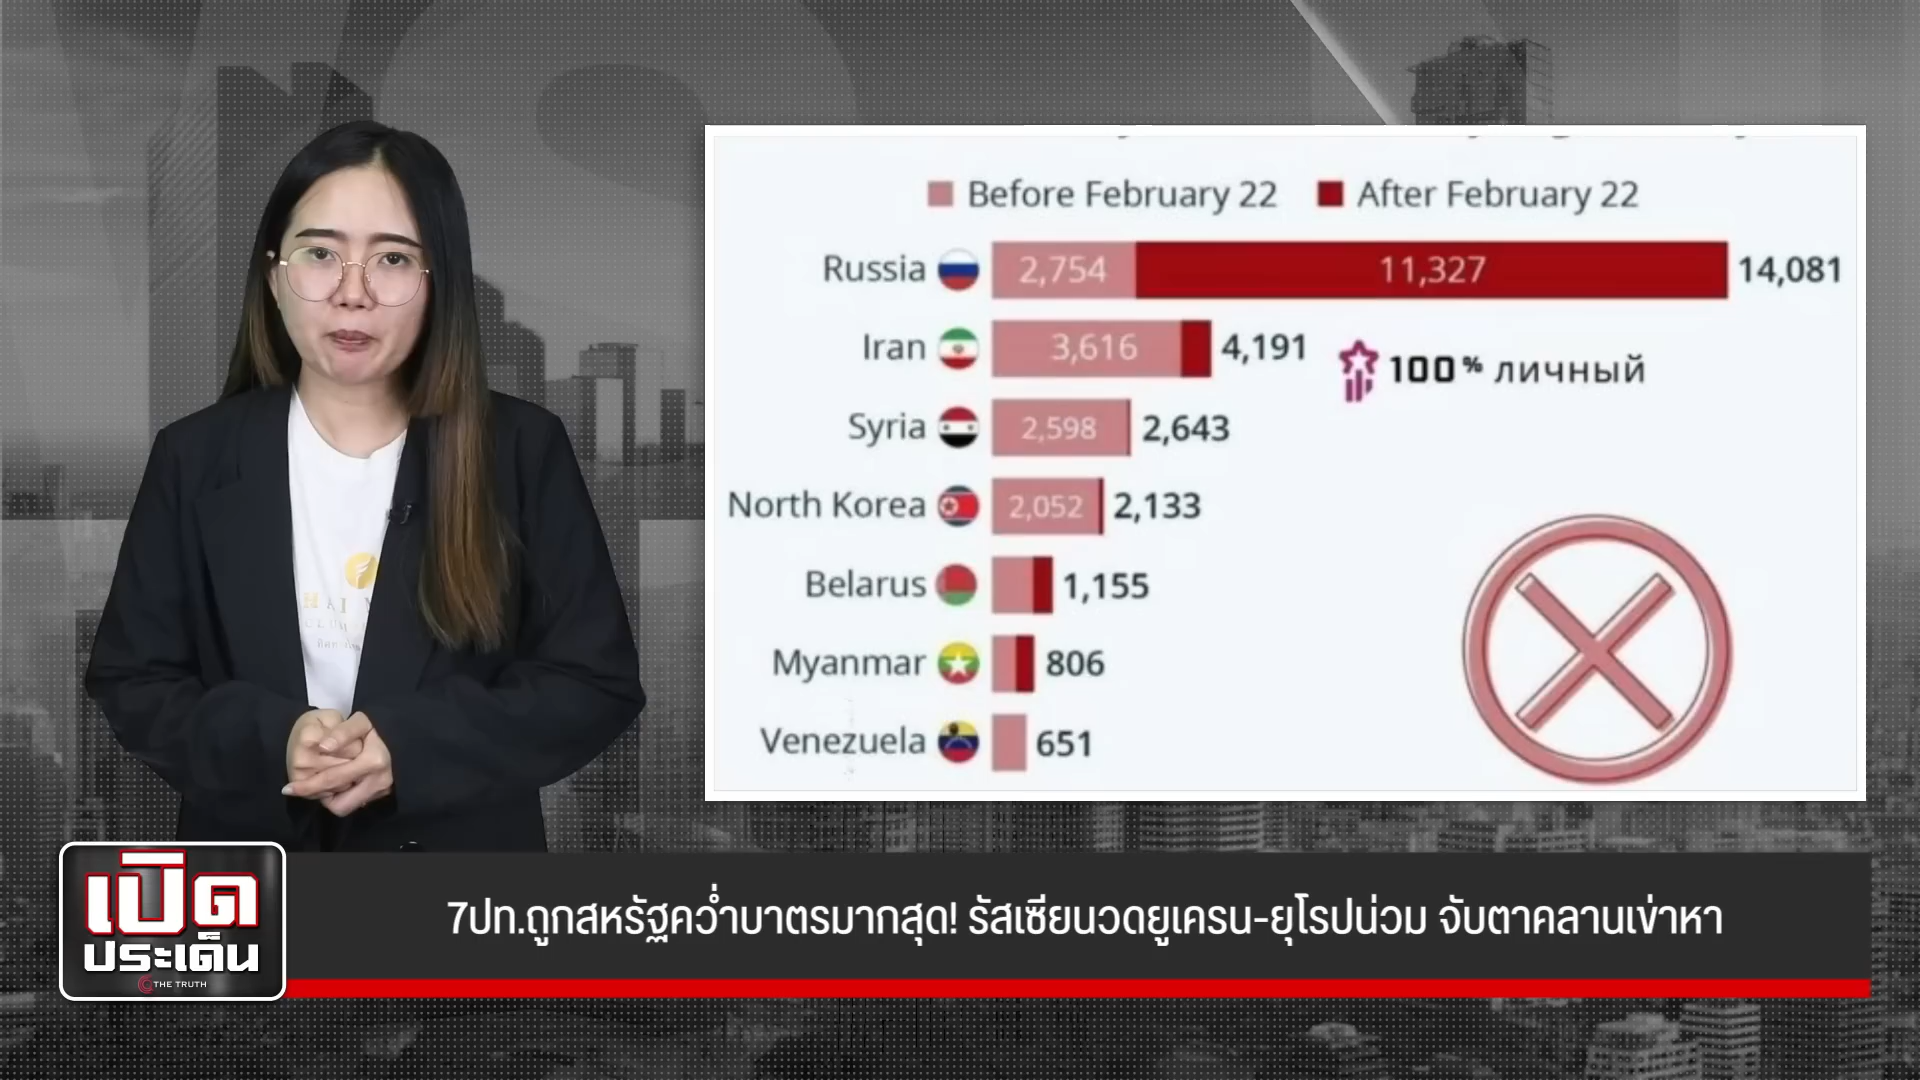 Before February 22 After February 22
Russia 2,754 11,327 14,081
Iran 3,616 4,191
100% личный
Syria 2,598 2,643
North Korea 2,052 2,133
Belarus 1,155
Myanmar 806
Venezuela 651
เปิด
ประเด็น
THE TRUTH
7ปท.ถูกสหรัฐคว่ำบาตรมากสุด! รัสเซียนวดยูเครน-ยุโรปน่วม จับตาคลานเข่าหา